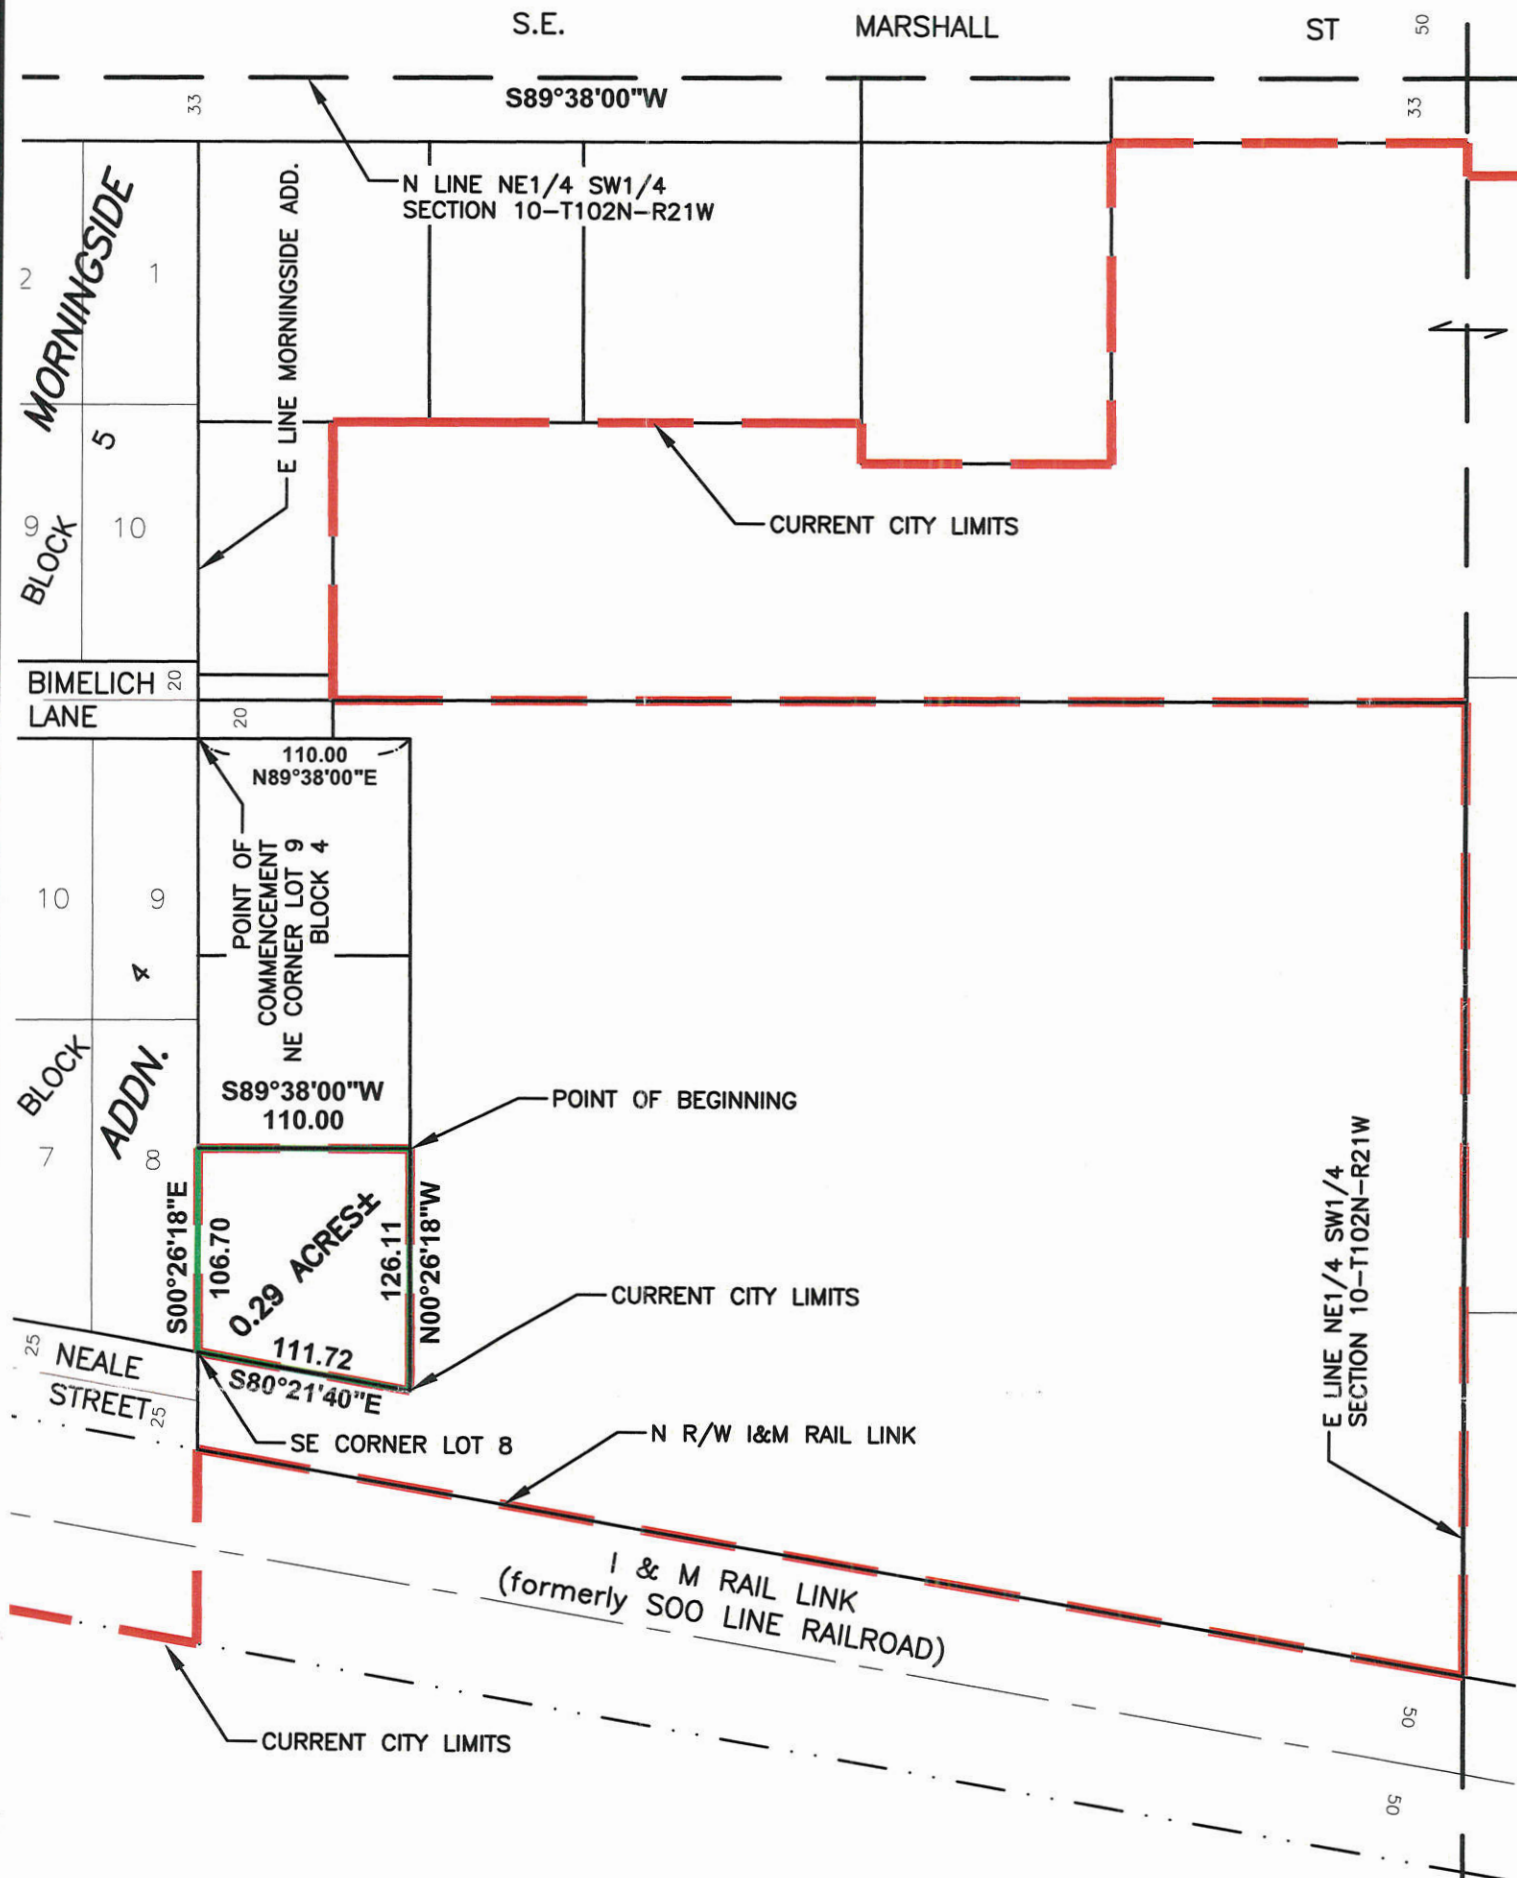 S.E. MARSHALL ST
50
33
S89°38'00"W
33
N LINE NE1/4 SW1/4
SECTION 10-T102N-R21W
MORNINGSIDE
2
1
E LINE MORNINGSIDE ADD.
5
9
10
BLOCK
CURRENT CITY LIMITS
BIMELICH
LANE
20
20
110.00
N89°38'00"E
POINT OF
COMMENCEMENT
NE CORNER LOT 9
BLOCK 4
10
9
4
BLOCK
ADDN.
7
8
S89°38'00"W
110.00
POINT OF BEGINNING
S00°26'18"E
106.70
0.29 ACRES±
126.11
N00°26'18"W
111.72
S80°21'40"E
CURRENT CITY LIMITS
E LINE NE1/4 SW1/4
SECTION 10-T102N-R21W
25
NEALE
STREET
25
SE CORNER LOT 8
N R/W I&M RAIL LINK
I & M RAIL LINK
(formerly SOO LINE RAILROAD)
CURRENT CITY LIMITS
50
50